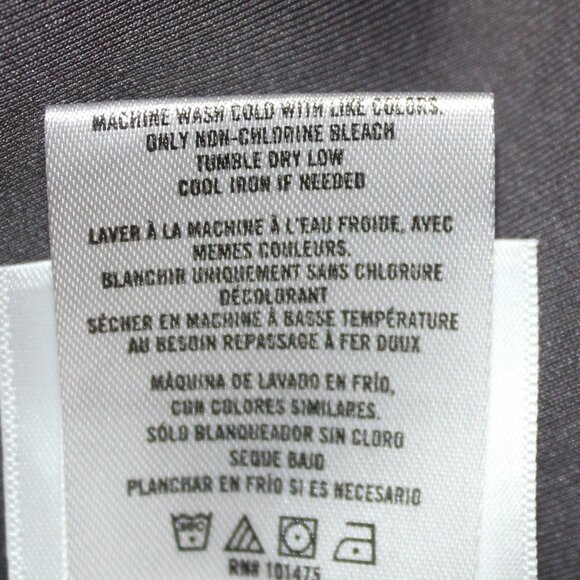 MACHINE WASH COLD WITH LIKE COLORS.
ONLY NON-CHLORINE BLEACH
TUMBLE DRY LOW
COOL IRON IF NEEDED
LAVER À LA MACHINE À L'EAU FROIDE, AVEC
MEMES COULEURS.
BLANCHIR UNIQUEMENT SANS CHLORURE
DÉCOLORANT
SÉCHER EN MACHINE À BASSE TEMPÉRATURE
AU BESOIN REPASSAGE À FER DOUX
MÁQUINA DE LAVADO EN FRÍO,
CON COLORES SIMILARES.
SÓLO BLANQUEADOR SIN CLORO
SEQUE BAJO
PLANCHAR EN FRÍO SI ES NECESARIO
RN# 101475